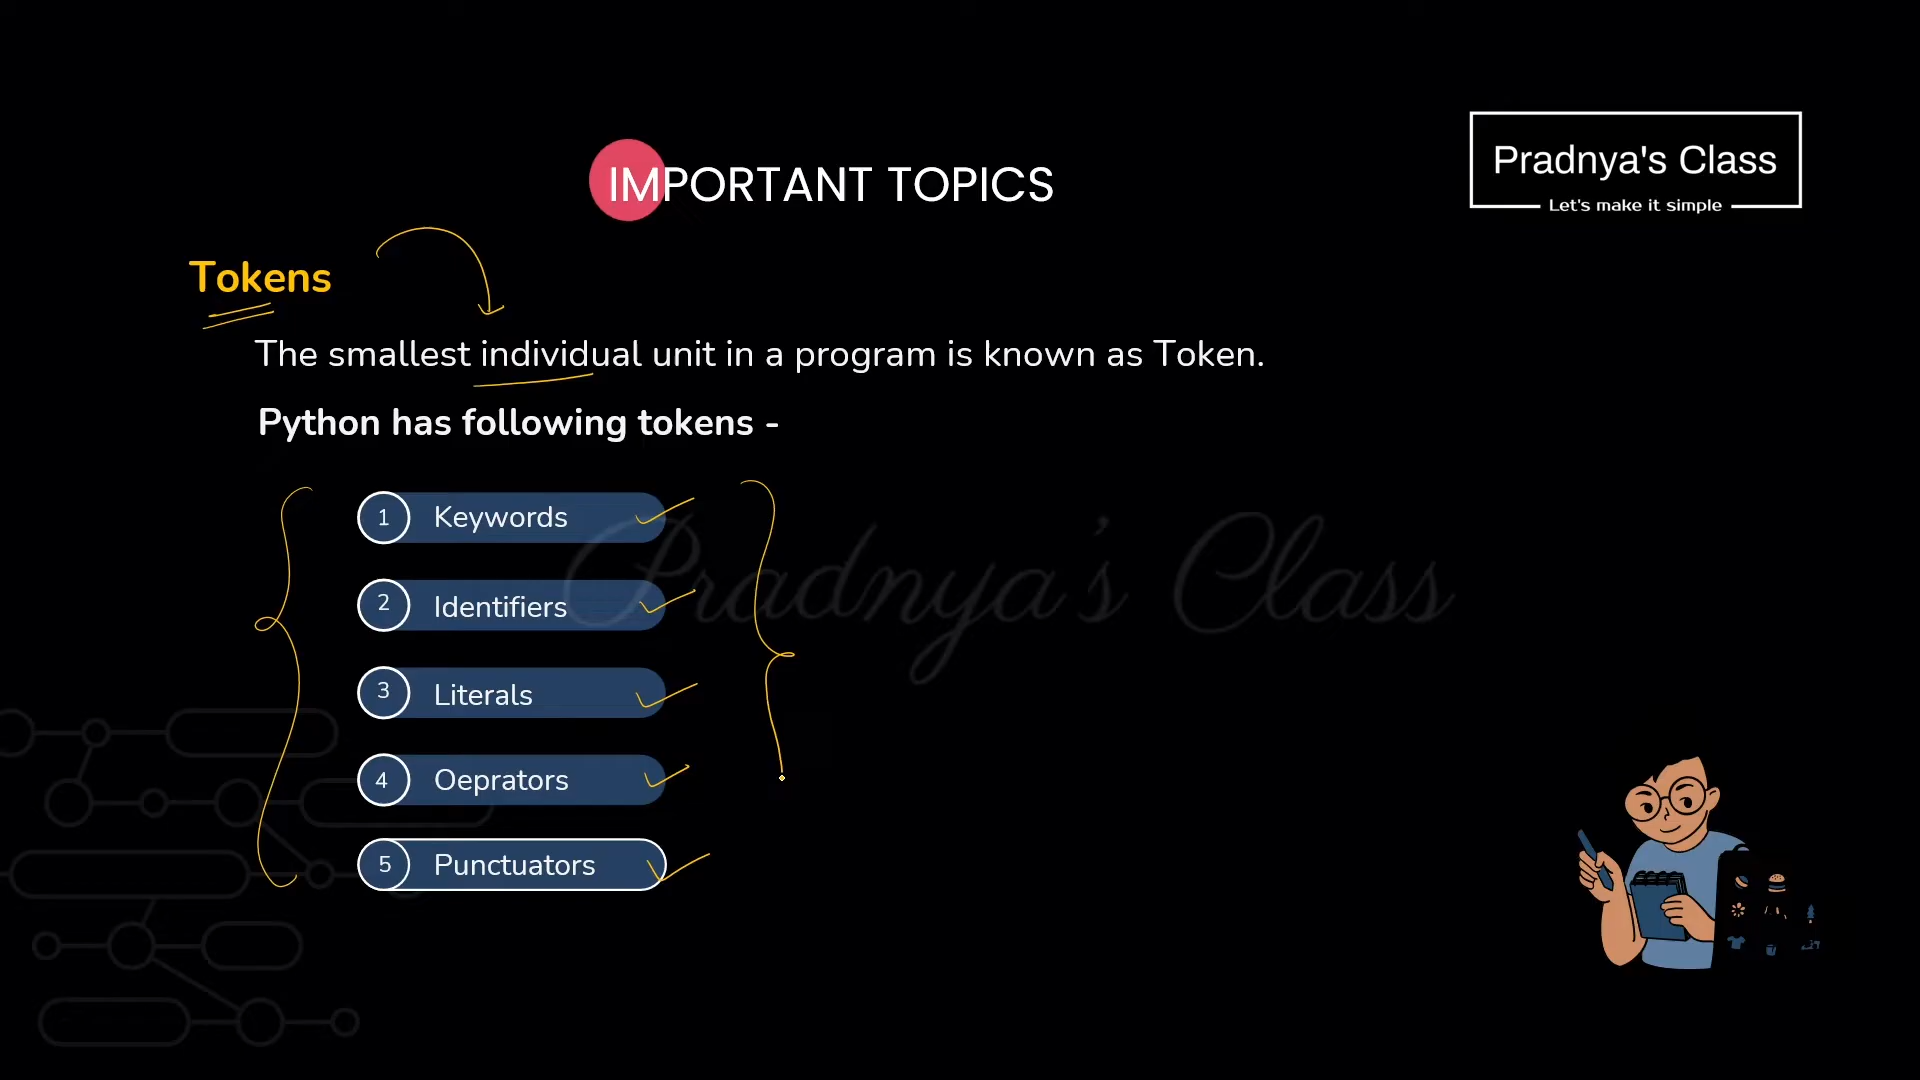 IMPORTANT TOPICS
Pradnya's Class
Let's make it simple
Tokens
The smallest individual unit in a program is known as Token.
Python has following tokens -
1 Keywords
2 Identifiers
3 Literals
4 Oeprators
5 Punctuators
Pradnya's Class